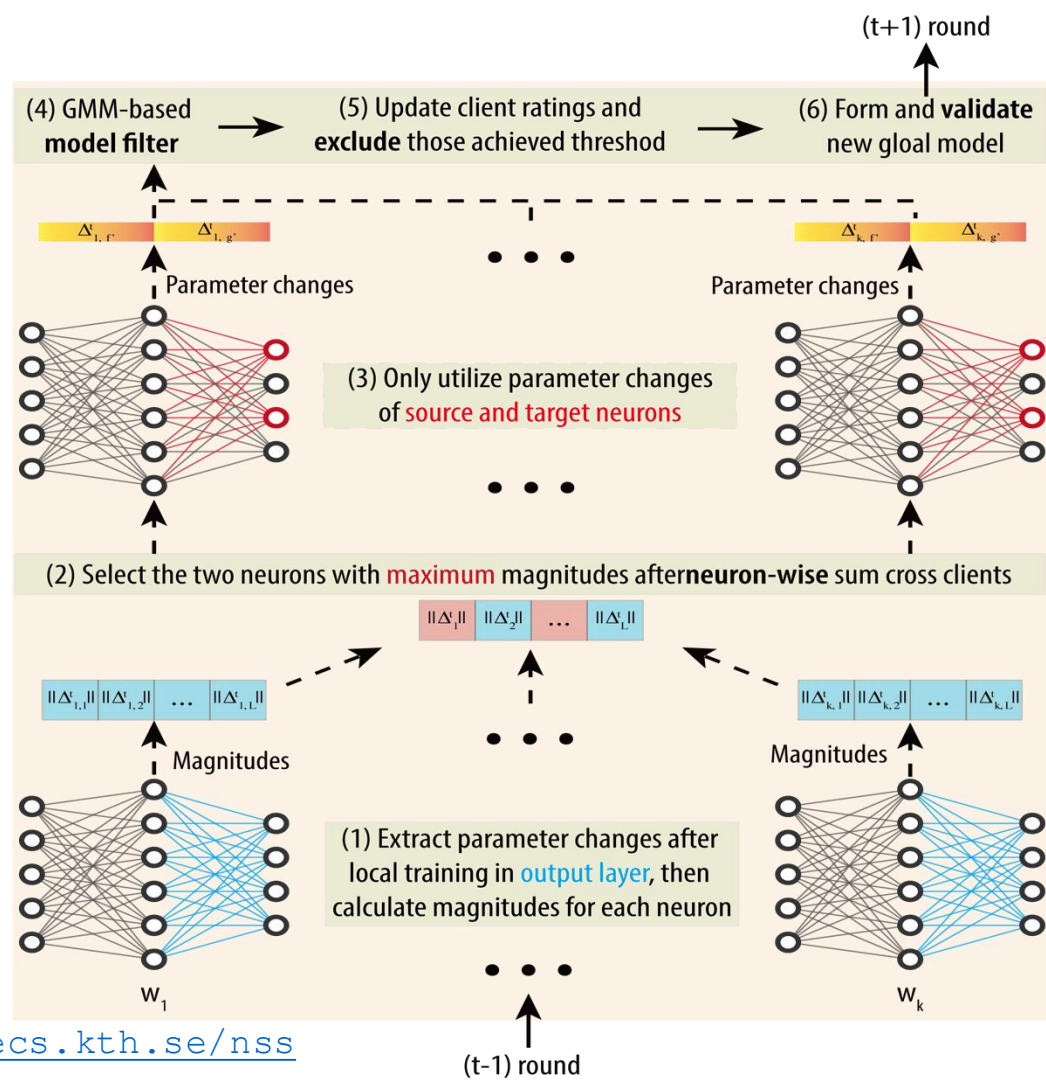 (t+1) round
(4) GMM-based
model filter
(5) Update client ratings and
exclude those achieved threshod
(6) Form and validate
new gloal model
Δᵗ₁, f*
Δᵗ₁, g*
Δᵗₖ, f*
Δᵗₖ, g*
Parameter changes
Parameter changes
(3) Only utilize parameter changes
of source and target neurons
(2) Select the two neurons with maximum magnitudes afterneuron-wise sum cross clients
||Δᵗ₁|| ||Δᵗ₂|| ... ||Δᵗ_L||
||Δᵗ₁,₁|| ||Δᵗ₁,₂|| ... ||Δᵗ₁,L||
||Δᵗₖ,₁|| ||Δᵗₖ,₂|| ... ||Δᵗₖ,L||
Magnitudes
Magnitudes
(1) Extract parameter changes after
local training in output layer, then
calculate magnitudes for each neuron
w₁
wₖ
ecs.kth.se/nss
(t-1) round